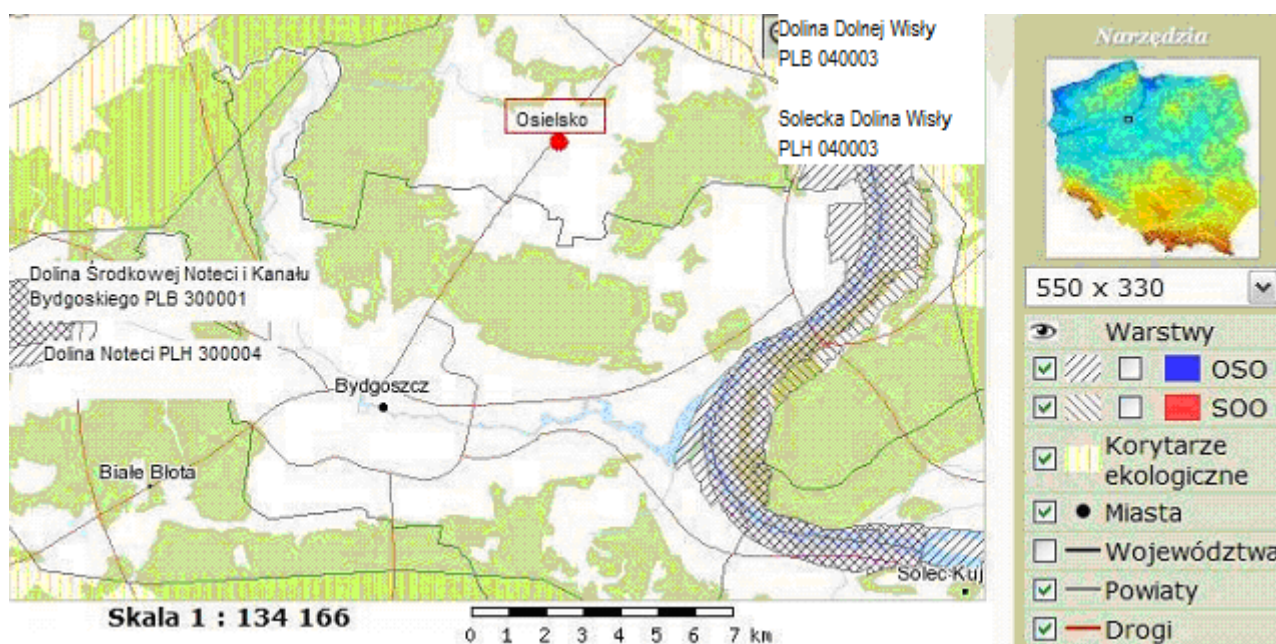 Dolina Dolnej Wisły
PLB 040003
Solecka Dolina Wisły
PLH 040003
Osielsko
Dolina Środkowej Noteci i Kanału
Bydgoskiego PLB 300001
Dolina Noteci PLH 300004
Bydgoszcz
Białe Błota
Solec Kuj
Skala 1 : 134 166
0 1 2 3 4 5 6 7 km
Narzędzia
550 x 330
Warstwy
OSO
SOO
Korytarze
ekologiczne
Miasta
Województwa
Powiaty
Drogi